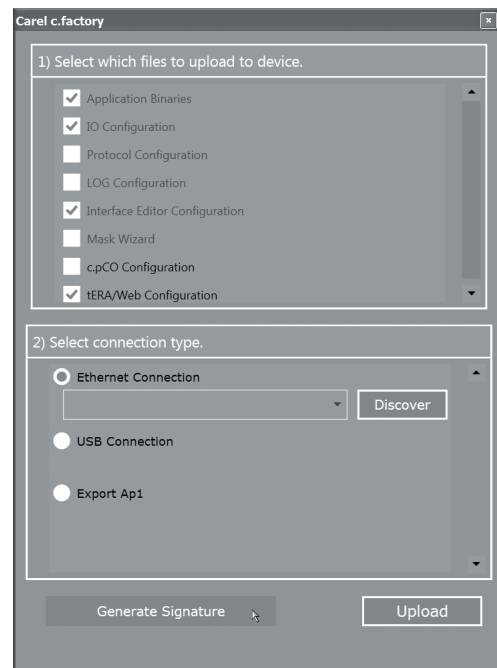 Carel c.factory
1) Select which files to upload to device.
Application Binaries
IO Configuration
Protocol Configuration
LOG Configuration
Interface Editor Configuration
Mask Wizard
c.pCO Configuration
tERA/Web Configuration
2) Select connection type.
Ethernet Connection
Discover
USB Connection
Export Ap1
Generate Signature
Upload